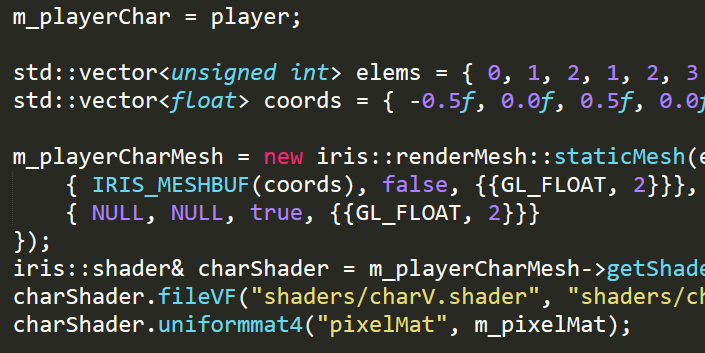 m_playerChar = player;
std::vector<unsigned int> elems = { 0, 1, 2, 1, 2, 3
std::vector<float> coords = { -0.5f, 0.0f, 0.5f, 0.0f
m_playerCharMesh = new iris::renderMesh::staticMesh(e
{ IRIS_MESHBUF(coords), false, {{GL_FLOAT, 2}}},
{ NULL, NULL, true, {{GL_FLOAT, 2}}}
});
iris::shader& charShader = m_playerCharMesh->getShade
charShader.fileVF("shaders/charV.shader", "shaders/ch
charShader.uniformmat4("pixelMat", m_pixelMat);